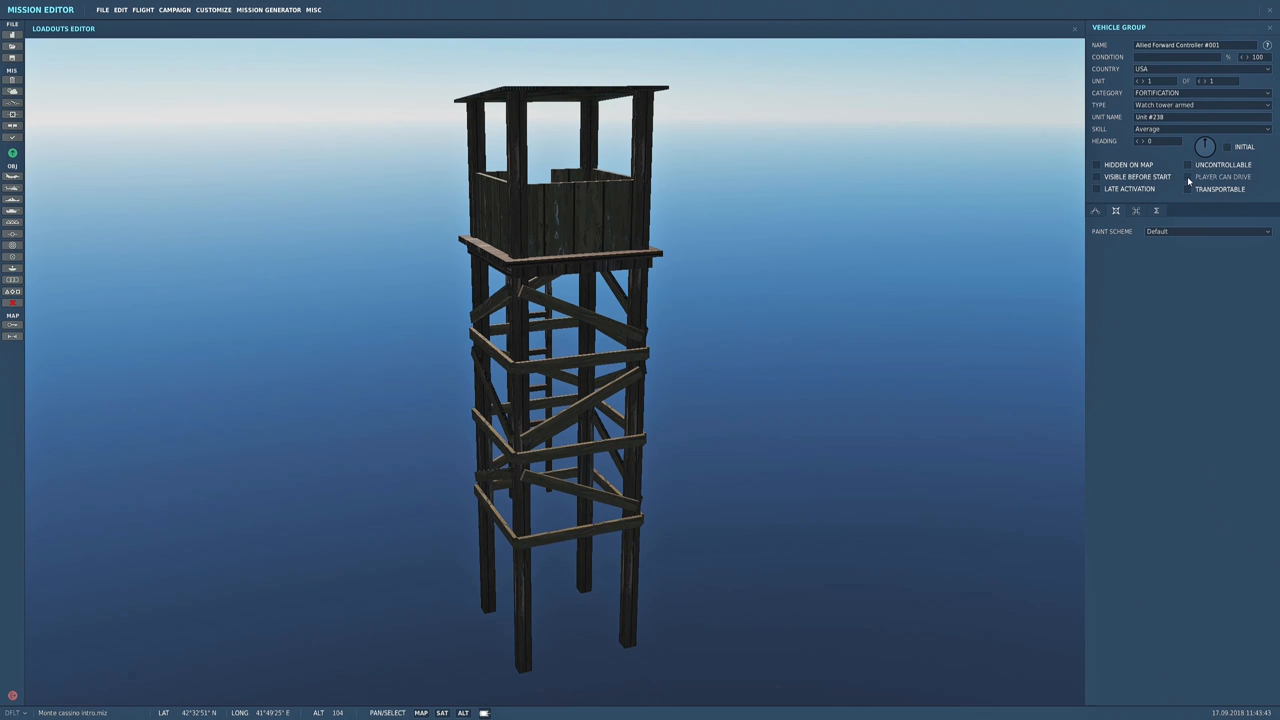 MISSION EDITOR FILE EDIT FLIGHT CAMPAIGN CUSTOMIZE MISSION GENERATOR MISC
FILE
LOADOUTS EDITOR
VEHICLE GROUP
NAME Allied Forward Controller #001 ?
CONDITION % < > 100
COUNTRY USA
MIS
UNIT < > 1 OF < > 1
CATEGORY FORTIFICATION
TYPE Watch tower armed
UNIT NAME Unit #238
SKILL Average
HEADING < > 0 INITIAL
HIDDEN ON MAP UNCONTROLLABLE
OBJ
VISIBLE BEFORE START PLAYER CAN DRIVE
LATE ACTIVATION TRANSPORTABLE
Σ
PAINT SCHEME Default
MAP
DFLT Monte cassino intro.miz LAT 42°32'51" N LONG 41°49'25" E ALT 104 PAN/SELECT MAP SAT ALT 17.09.2018 11:43:43